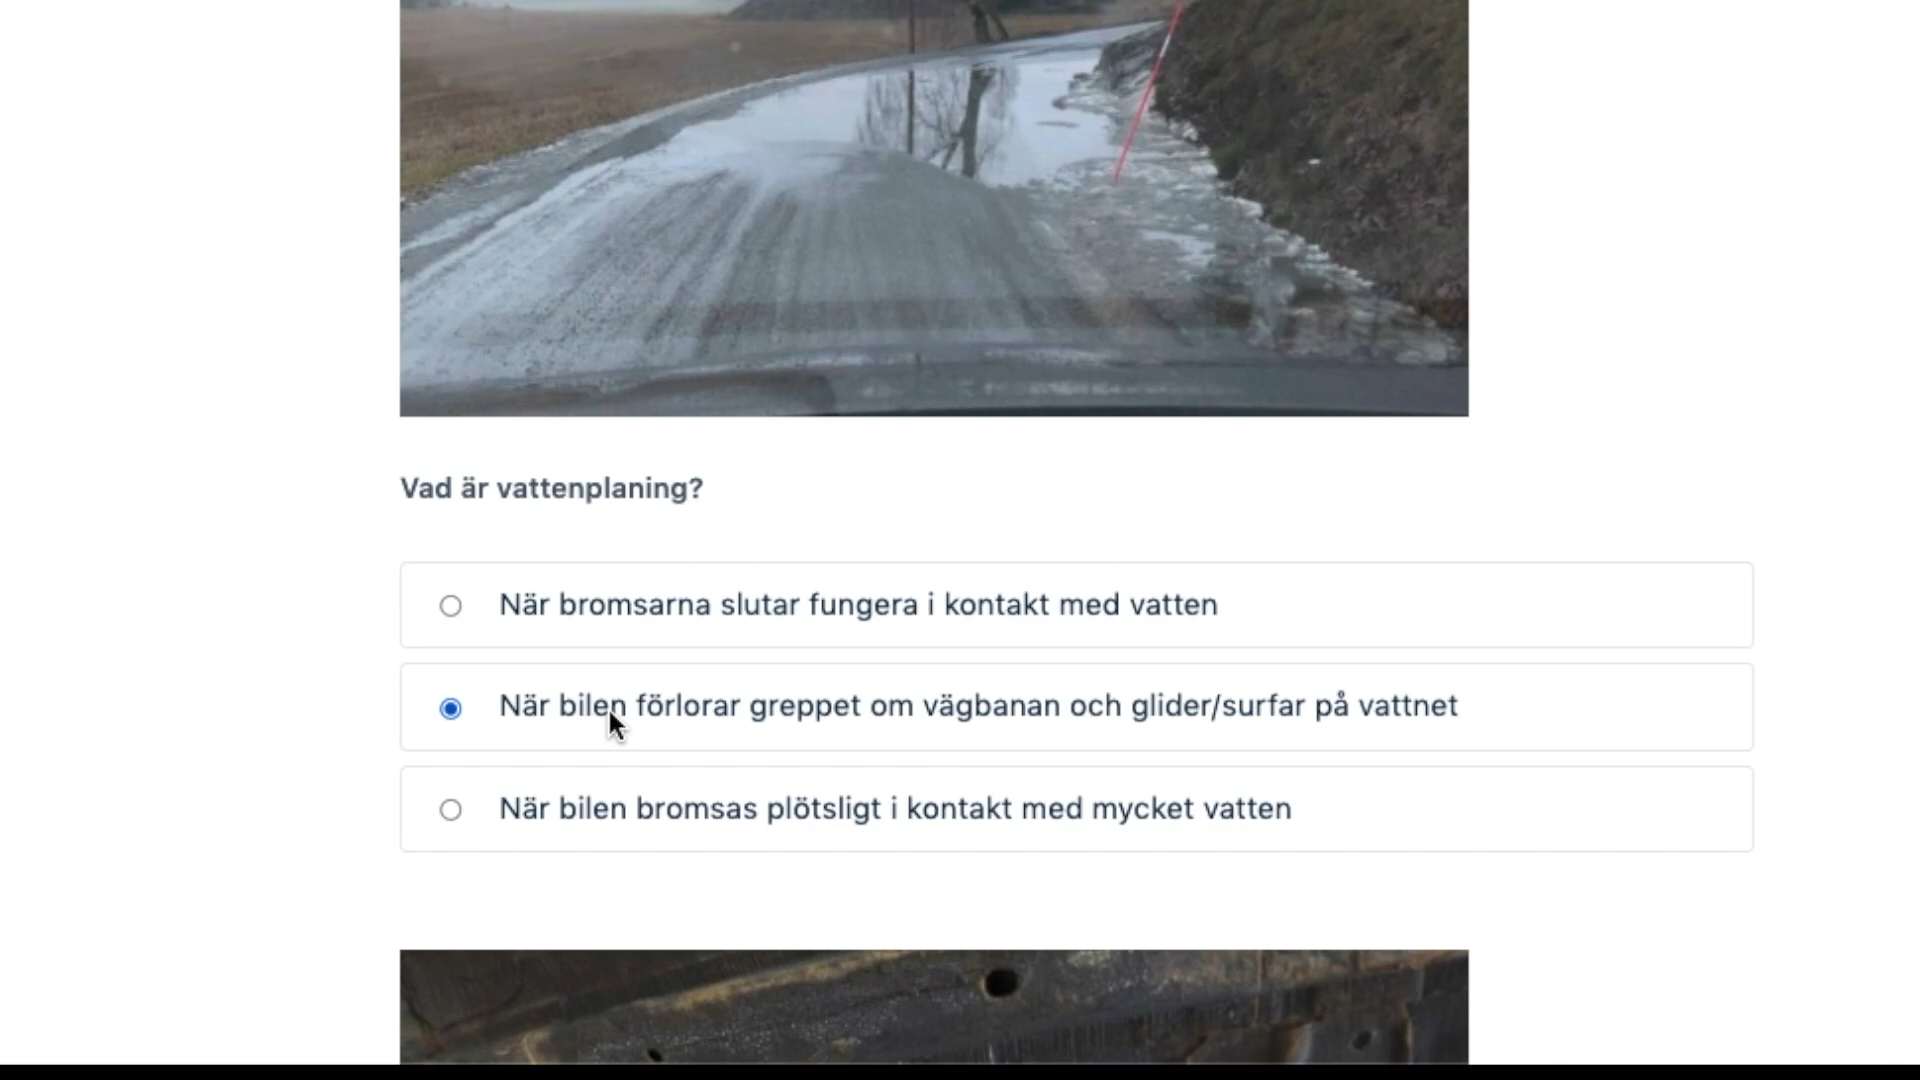 Vad är vattenplaning?
När bromsarna slutar fungera i kontakt med vatten
När bilen förlorar greppet om vägbanan och glider/surfar på vattnet
När bilen bromsas plötsligt i kontakt med mycket vatten